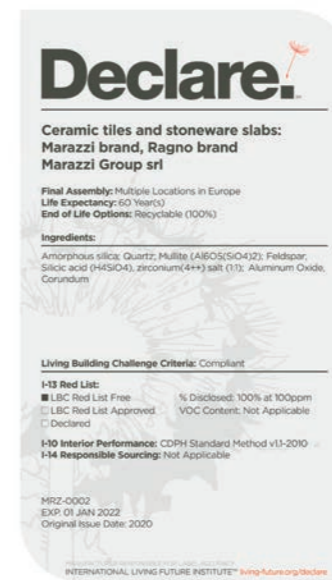 Declare.
Ceramic tiles and stoneware slabs:
Marazzi brand, Ragno brand
Marazzi Group srl
Final Assembly: Multiple Locations in Europe
Life Expectancy: 60 Year(s)
End of Life Options: Recyclable (100%)
Ingredients:
Amorphous silica; Quartz; Mullite (Al6O5(SiO4)2); Feldspar,
Silicic acid (H4SiO4), zirconium(4++) salt (1:1); Aluminum Oxide,
Corundum
Living Building Challenge Criteria: Compliant
I-13 Red List:
■ LBC Red List Free % Disclosed: 100% at 100ppm
□ LBC Red List Approved VOC Content: Not Applicable
□ Declared
I-10 Interior Performance: CDPH Standard Method v1.1-2010
I-14 Responsible Sourcing: Not Applicable
MRZ-0002
EXP. 01 JAN 2022
Original Issue Date: 2020
MANUFACTURER RESPONSIBLE FOR LABEL ACCURACY
INTERNATIONAL LIVING FUTURE INSTITUTE™ living-future.org/declare